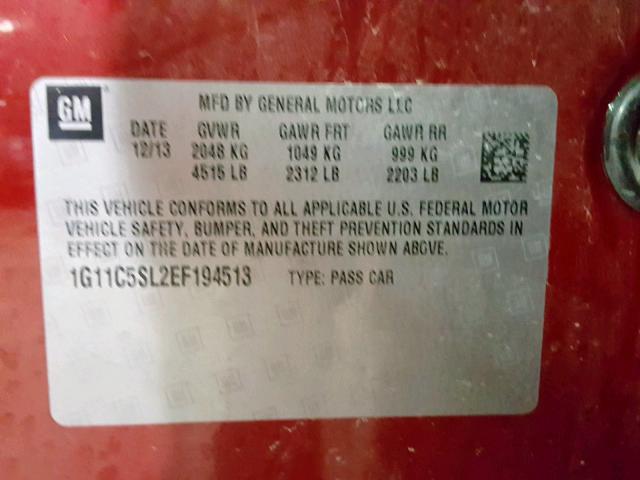 GM
MFD BY GENERAL MOTORS LLC
DATE GVWR GAWR FRT GAWR RR
12/13 2048 KG 1049 KG 999 KG
4515 LB 2312 LB 2203 LB
THIS VEHICLE CONFORMS TO ALL APPLICABLE U.S. FEDERAL MOTOR
VEHICLE SAFETY, BUMPER, AND THEFT PREVENTION STANDARDS IN
EFFECT ON THE DATE OF MANUFACTURE SHOWN ABOVE.
1G11C5SL2EF194513 TYPE: PASS CAR